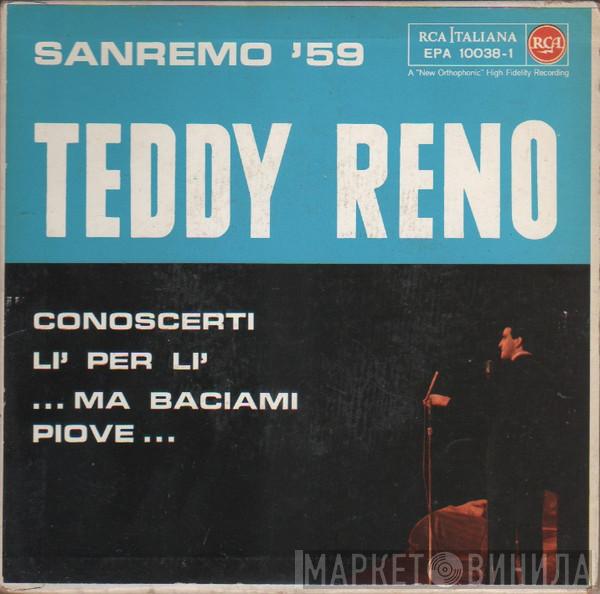 SANREMO '59
RCA ITALIANA
EPA 10038-1
RCA
A "New Orthophonic" High Fidelity Recording
TEDDY RENO
CONOSCERTI
LI' PER LI'
...MA BACIAMI
PIOVE...
МАРКЕТ ВИНИЛА